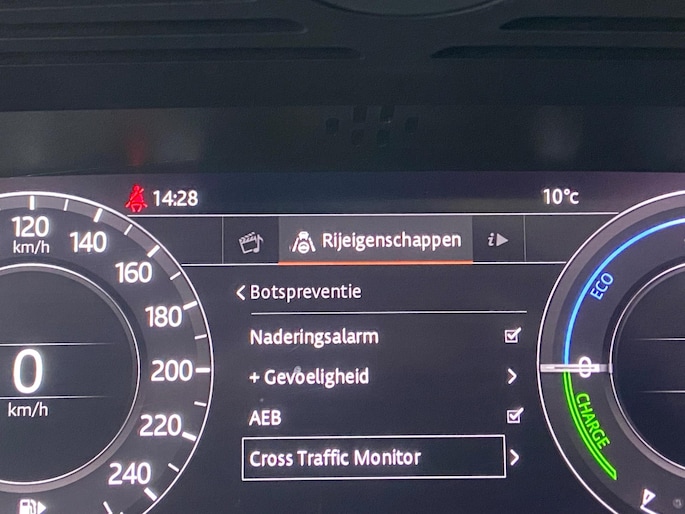 14:28
10°c
120
km/h
140
160
180
200
220
240
0
km/h
Rijeigenschappen
i
Botspreventie
Naderingsalarm
+ Gevoeligheid
AEB
Cross Traffic Monitor
ECO
0
CHARGE